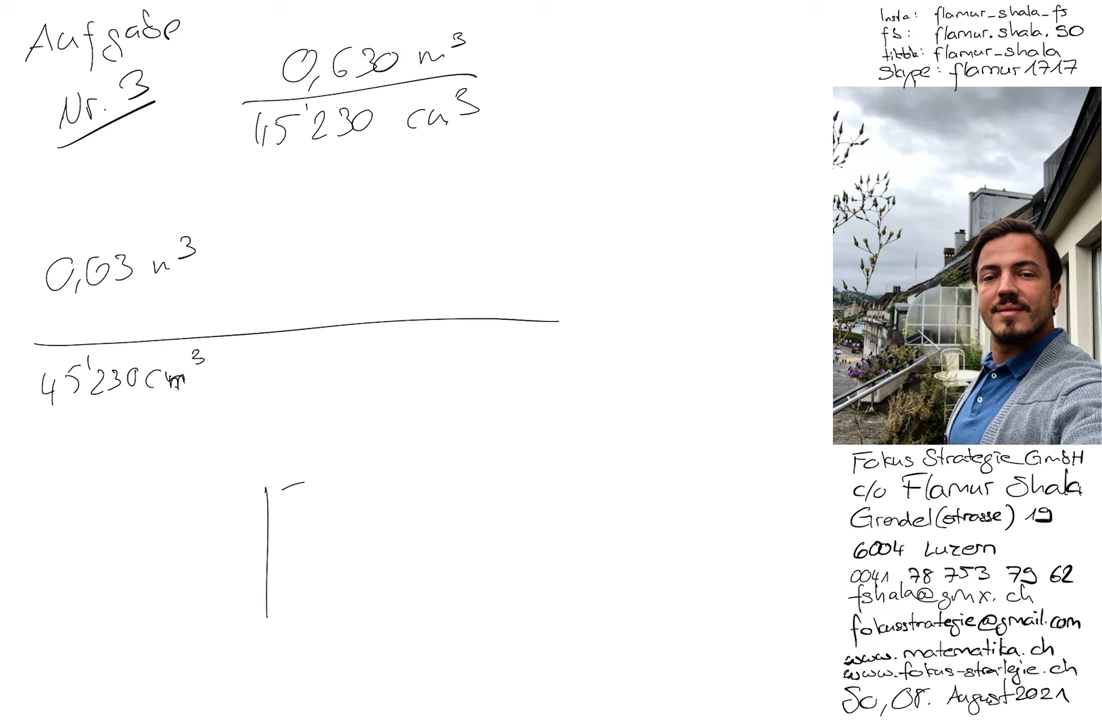 Aufgabe
Nr. 3
0,630 m³
45'230 cm³
0,03 m³
45'230 cm³
Insta: flamur_shala_fs
fb: flamur.shala.50
tiktok: flamur_shala
Skype: flamur1717
Fokus Strategie GmbH
c/o Flamur Shala
Grendel(strasse) 19
6004 Luzern
0041 78 753 79 62
fshala@gmx.ch
fokusstrategie@gmail.com
www.matematika.ch
www.fokus-strategie.ch
So, 08. August 2021